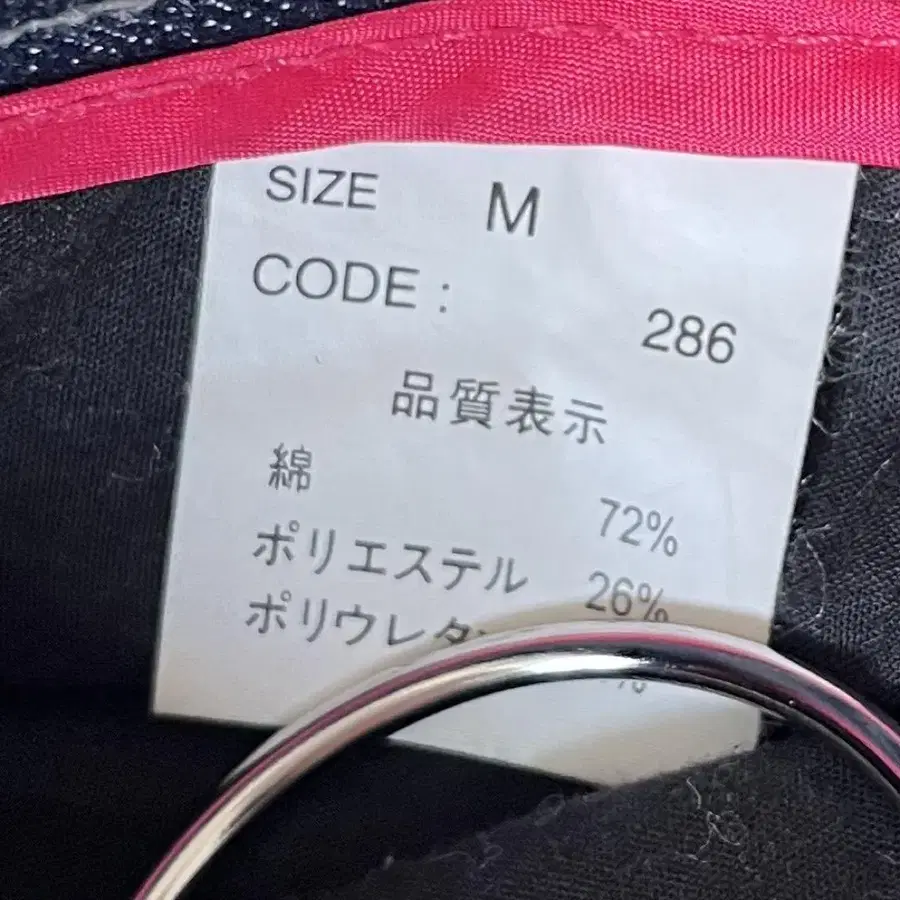 SIZE M
CODE : 286
品質表示
綿 72%
ポリエステル 26%
ポリウレタ %